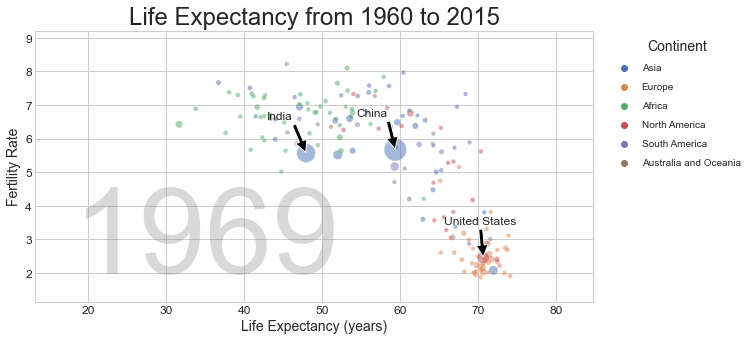 Life Expectancy from 1960 to 2015
9
8
7
6
5
4
3
2
Fertility Rate
India
China
United States
1969
20 30 40 50 60 70 80
Life Expectancy (years)
Continent
Asia
Europe
Africa
North America
South America
Australia and Oceania